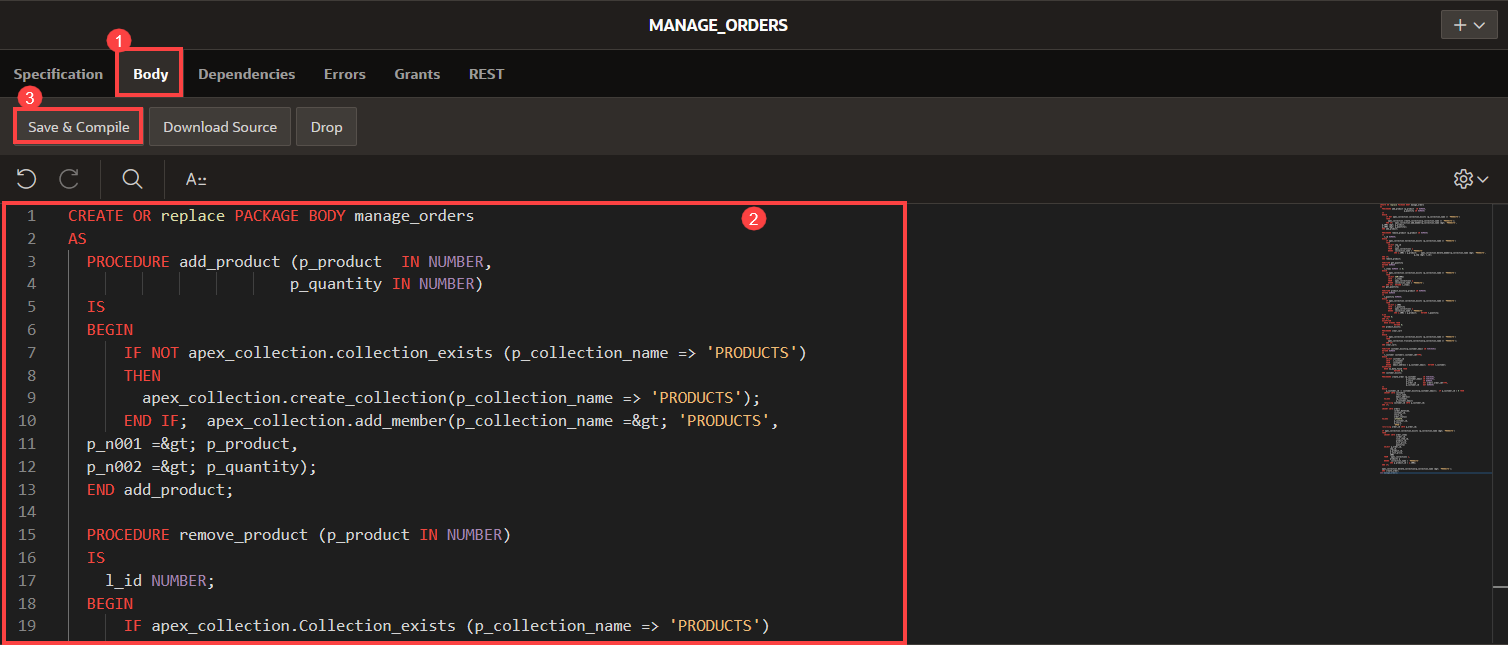 MANAGE_ORDERS
1
Specification Body Dependencies Errors Grants REST
3
Save & Compile Download Source Drop
A::
2
1 CREATE OR replace PACKAGE BODY manage_orders
2 AS
3 PROCEDURE add_product (p_product IN NUMBER,
4 p_quantity IN NUMBER)
5 IS
6 BEGIN
7 IF NOT apex_collection.collection_exists (p_collection_name => 'PRODUCTS')
8 THEN
9 apex_collection.create_collection(p_collection_name => 'PRODUCTS');
10 END IF; apex_collection.add_member(p_collection_name =&gt; 'PRODUCTS',
11 p_n001 =&gt; p_product,
12 p_n002 =&gt; p_quantity);
13 END add_product;
14
15 PROCEDURE remove_product (p_product IN NUMBER)
16 IS
17 l_id NUMBER;
18 BEGIN
19 IF apex_collection.Collection_exists (p_collection_name => 'PRODUCTS')